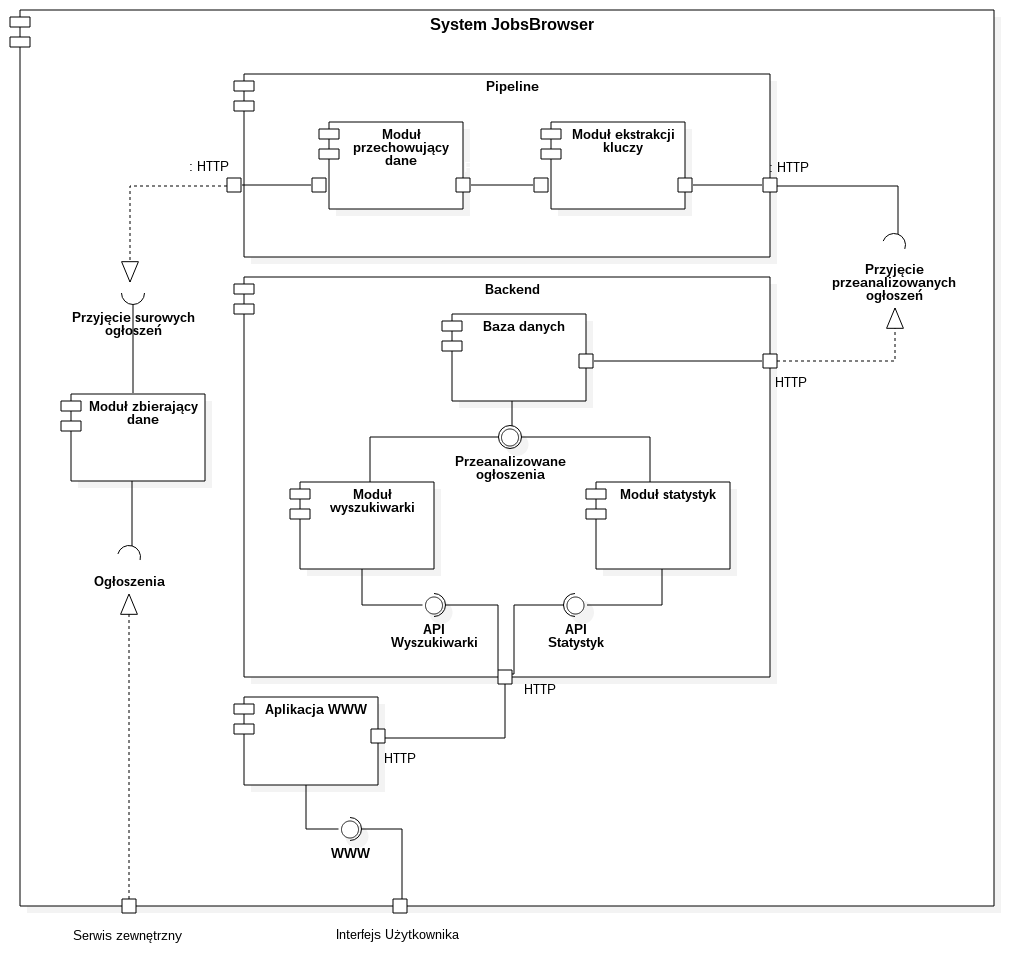 System JobsBrowser
Pipeline
Moduł
przechowujący
dane
Moduł ekstrakcji
kluczy
: HTTP
: HTTP
Przyjęcie surowych
ogłoszeń
Przyjęcie
przeanalizowanych
ogłoszeń
Backend
Baza danych
HTTP
Moduł zbierający
dane
Przeanalizowane
ogłoszenia
Moduł
wyszukiwarki
Moduł statystyk
Ogłoszenia
API
Wyszukiwarki
API
Statystyk
HTTP
Aplikacja WWW
HTTP
WWW
Serwis zewnętrzny
Interfejs Użytkownika